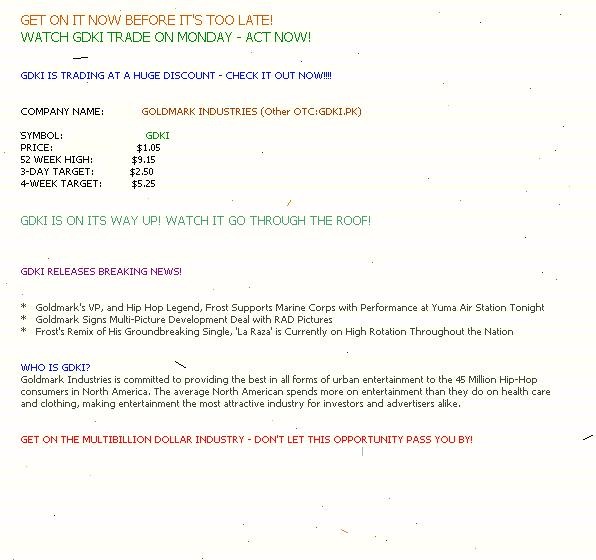 GET ON IT NOW BEFORE IT'S TOO LATE!
WATCH GDKI TRADE ON MONDAY - ACT NOW!
GDKI IS TRADING AT A HUGE DISCOUNT - CHECK IT OUT NOW!!!!
COMPANY NAME: GOLDMARK INDUSTRIES (Other OTC:GDKI.PK)
SYMBOL: GDKI
PRICE: $1.05
52 WEEK HIGH: $9.15
3-DAY TARGET: $2.50
4-WEEK TARGET: $5.25
GDKI IS ON ITS WAY UP! WATCH IT GO THROUGH THE ROOF!
GDKI RELEASES BREAKING NEWS!
* Goldmark's VP, and Hip Hop Legend, Frost Supports Marine Corps with Performance at Yuma Air Station Tonight
* Goldmark Signs Multi-Picture Development Deal with RAD Pictures
* Frost's Remix of His Groundbreaking Single, 'La Raza' is Currently on High Rotation Throughout the Nation
WHO IS GDKI?
Goldmark Industries is committed to providing the best in all forms of urban entertainment to the 45 Million Hip-Hop
consumers in North America. The average North American spends more on entertainment than they do on health care
and clothing, making entertainment the most attractive industry for investors and advertisers alike.
GET ON THE MULTIBILLION DOLLAR INDUSTRY - DON'T LET THIS OPPORTUNITY PASS YOU BY!